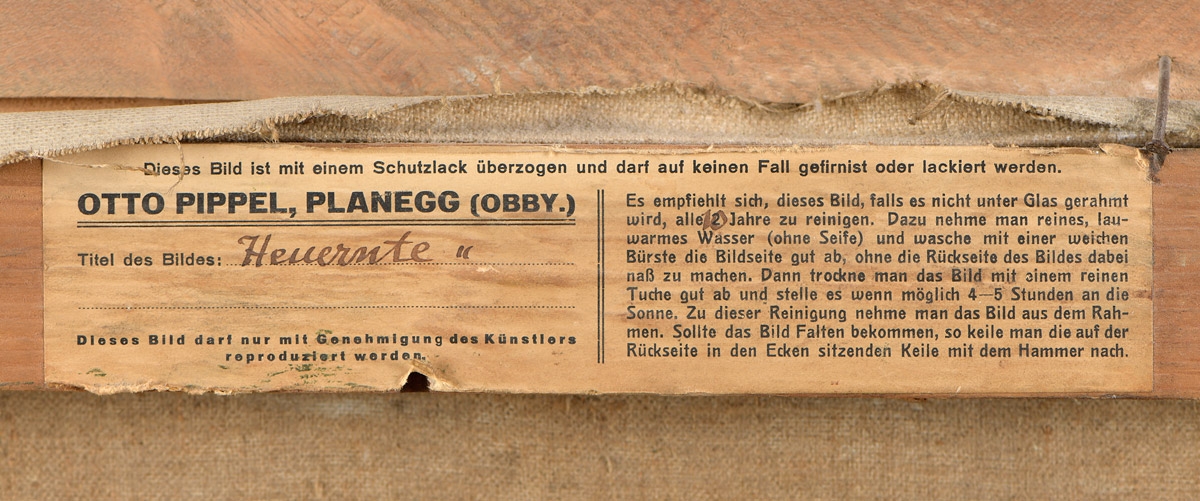 Dieses Bild ist mit einem Schutzlack überzogen und darf auf keinen Fall gefirnist oder lackiert werden.
OTTO PIPPEL, PLANEGG (OBBY.)
Titel des Bildes: Heuernte "
Dieses Bild darf nur mit Genehmigung des Künstlers
reproduziert werden.
Es empfiehlt sich, dieses Bild, falls es nicht unter Glas gerahmt
wird, alle 2 10 Jahre zu reinigen. Dazu nehme man reines, lau-
warmes Wasser (ohne Seife) und wasche mit einer weichen
Bürste die Bildseite gut ab, ohne die Rückseite des Bildes dabei
naß zu machen. Dann trockne man das Bild mit einem reinen
Tuche gut ab und stelle es wenn möglich 4—5 Stunden an die
Sonne. Zu dieser Reinigung nehme man das Bild aus dem Rah-
men. Sollte das Bild Falten bekommen, so keile man die auf der
Rückseite in den Ecken sitzenden Keile mit dem Hammer nach.